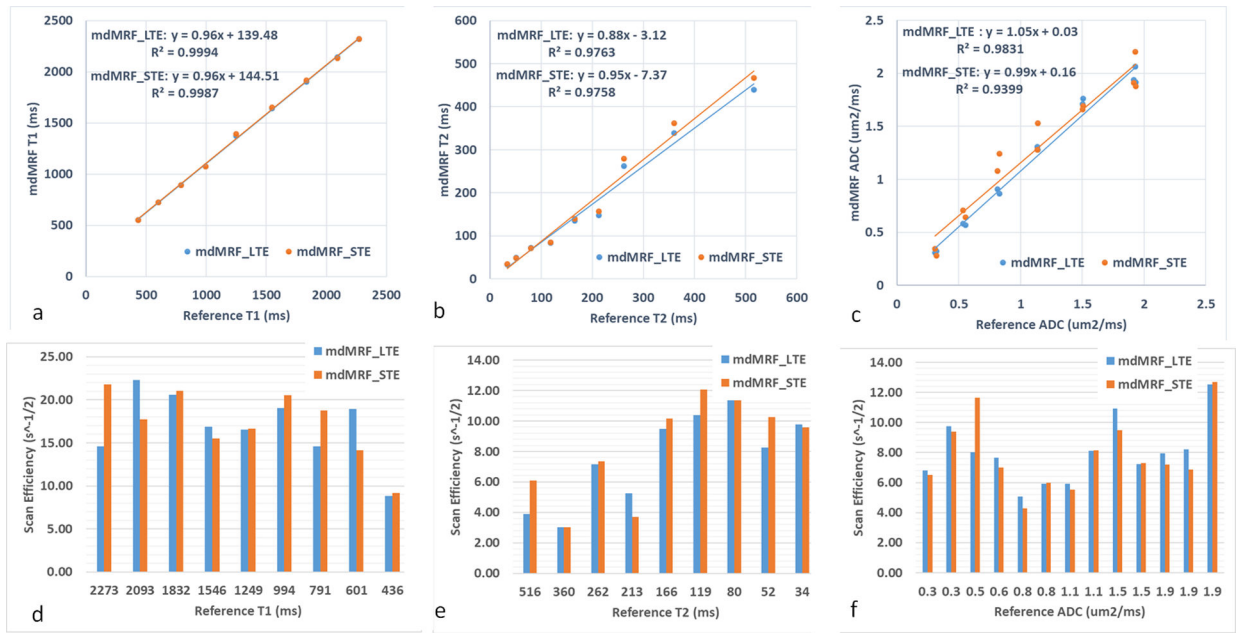 2500
2000
1500
1000
500
0
mdMRF T1 (ms)
mdMRF_LTE: y = 0.96x + 139.48
R² = 0.9994
mdMRF_STE: y = 0.96x + 144.51
R² = 0.9987
mdMRF_LTE mdMRF_STE
0 500 1000 1500 2000 2500
Reference T1 (ms)
a
600
500
400
300
200
100
0
mdMRF T2 (ms)
mdMRF_LTE: y = 0.88x - 3.12
R² = 0.9763
mdMRF_STE: y = 0.95x - 7.37
R² = 0.9758
mdMRF_LTE mdMRF_STE
0 100 200 300 400 500 600
Reference T2 (ms)
b
2.5
2
1.5
1
0.5
0
mdMRF ADC (um2/ms)
mdMRF_LTE : y = 1.05x + 0.03
R² = 0.9831
mdMRF_STE: y = 0.99x + 0.16
R² = 0.9399
mdMRF_LTE mdMRF_STE
0 0.5 1 1.5 2 2.5
Reference ADC (um2/ms)
c
25.00
20.00
15.00
10.00
5.00
0.00
Scan Efficiency (s^-1/2)
mdMRF_LTE
mdMRF_STE
2273 2093 1832 1546 1249 994 791 601 436
Reference T1 (ms)
d
14.00
12.00
10.00
8.00
6.00
4.00
2.00
0.00
Scan Efficiency (s^-1/2)
mdMRF_LTE
mdMRF_STE
516 360 262 213 166 119 80 52 34
Reference T2 (ms)
e
14.00
12.00
10.00
8.00
6.00
4.00
2.00
0.00
Scan Efficiency (s^-1/2)
mdMRF_LTE
mdMRF_STE
0.3 0.3 0.5 0.6 0.8 0.8 1.1 1.1 1.5 1.5 1.9 1.9 1.9
Reference ADC (um2/ms)
f